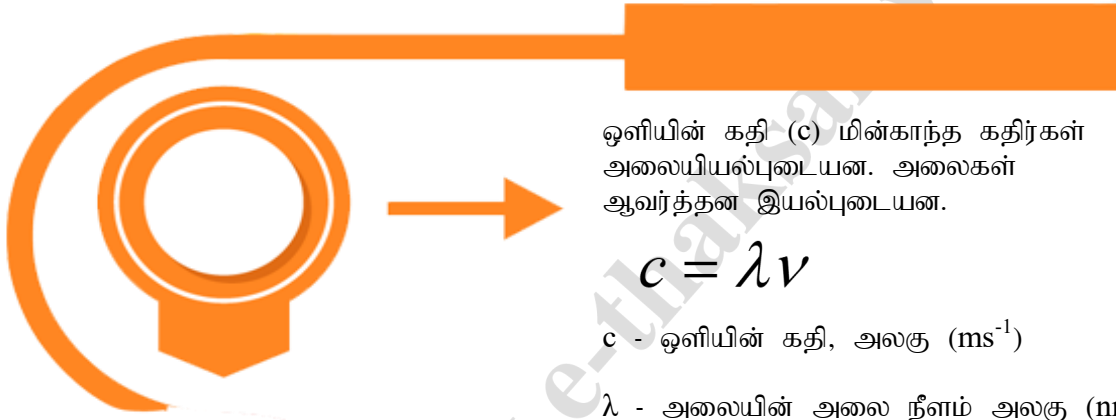 ஒளியின் கதி (c) மின்காந்த கதிர்கள்
அலையியல்புடையன. அலைகள்
ஆவர்த்தன இயல்புடையன.
c = λν
c - ஒளியின் கதி, அலகு (ms⁻¹)
λ - அலையின் அலை நீளம் அலகு
e-thaksal